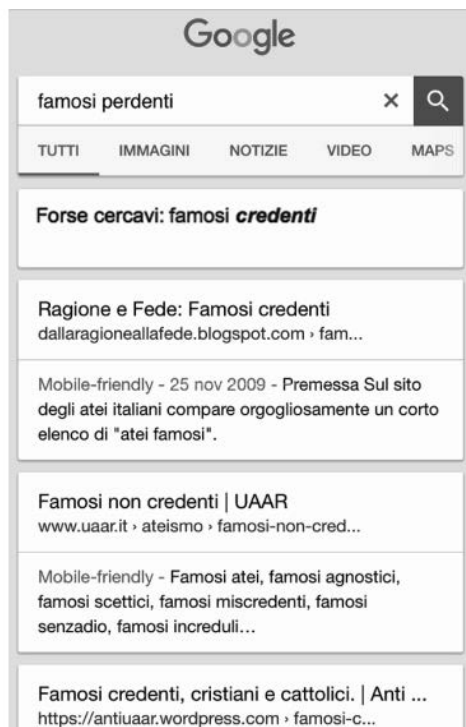 Google
famosi perdenti
TUTTI IMMAGINI NOTIZIE VIDEO MAPS
Forse cercavi: famosi credenti
Ragione e Fede: Famosi credenti
dallaragioneallafede.blogspot.com › fam...
Mobile-friendly - 25 nov 2009 - Premessa Sul sito
degli atei italiani compare orgogliosamente un corto
elenco di "atei famosi".
Famosi non credenti | UAAR
www.uaar.it › ateismo › famosi-non-cred...
Mobile-friendly - Famosi atei, famosi agnostici,
famosi scettici, famosi miscredenti, famosi
senzadio, famosi increduli...
Famosi credenti, cristiani e cattolici. | Anti ...
https://antiuaar.wordpress.com › famosi-c...